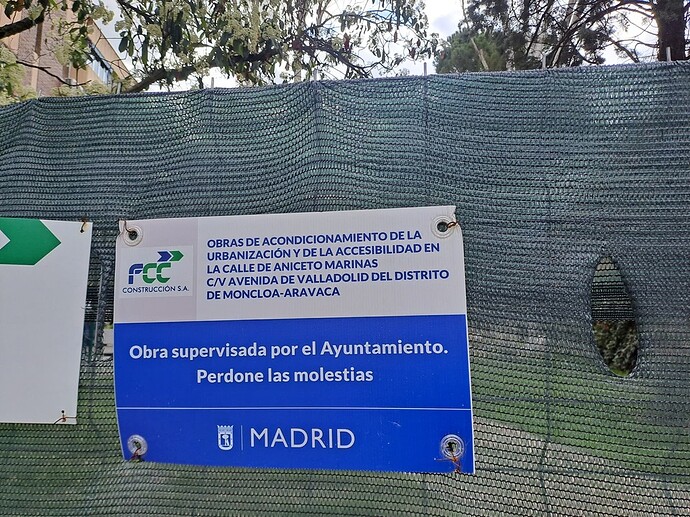 FCC
CONSTRUCCIÓN S.A.
OBRAS DE ACONDICIONAMIENTO DE LA
URBANIZACIÓN Y DE LA ACCESIBILIDAD EN
LA CALLE DE ANICETO MARINAS
C/V AVENIDA DE VALLADOLID DEL DISTRITO
DE MONCLOA-ARAVACA
Obra supervisada por el Ayuntamiento.
Perdone las molestias
MADRID